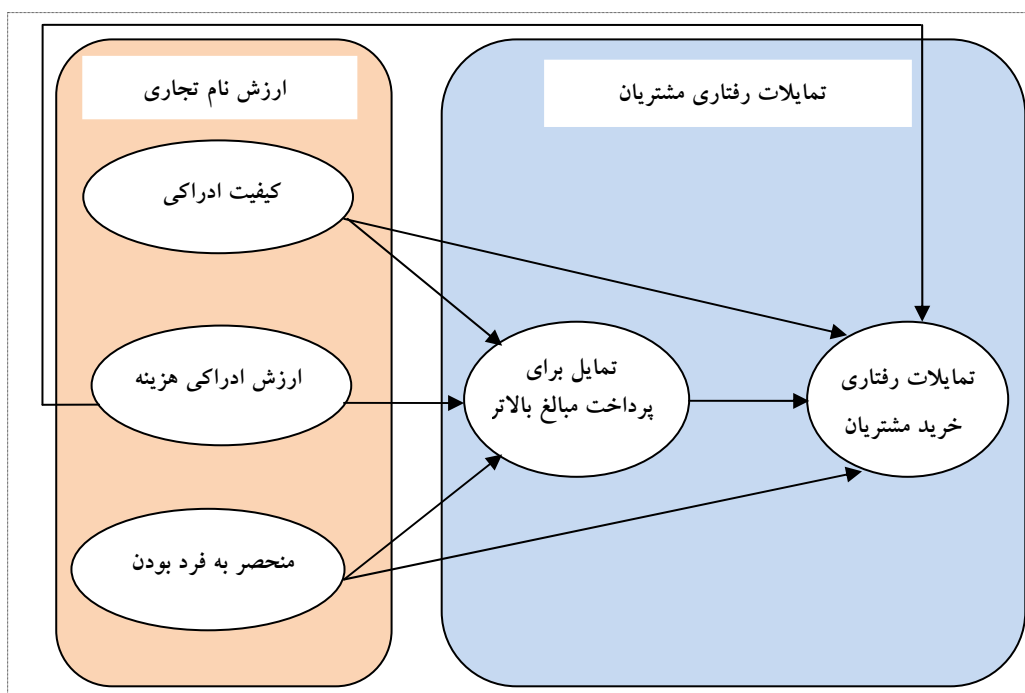 ارزش نام تجاری
تمایلات رفتاری مشتریان
کیفیت ادراکی
ارزش ادراکی هزینه
تمایل برای
پرداخت مبالغ بالاتر
تمایلات رفتاری
خرید مشتریان
منحصر به فرد بودن